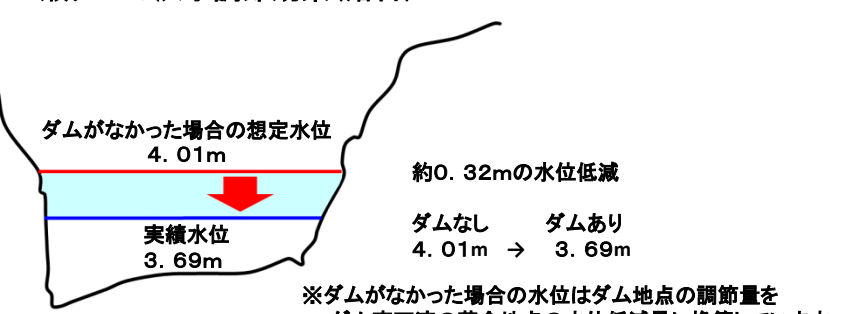 ダムがなかった場合の想定水位
4.01m
約0.32mの水位低減
ダムなし ダムあり
4.01m → 3.69m
実績水位
3.69m
※ダムがなかった場合の水位はダム地点の調節量を